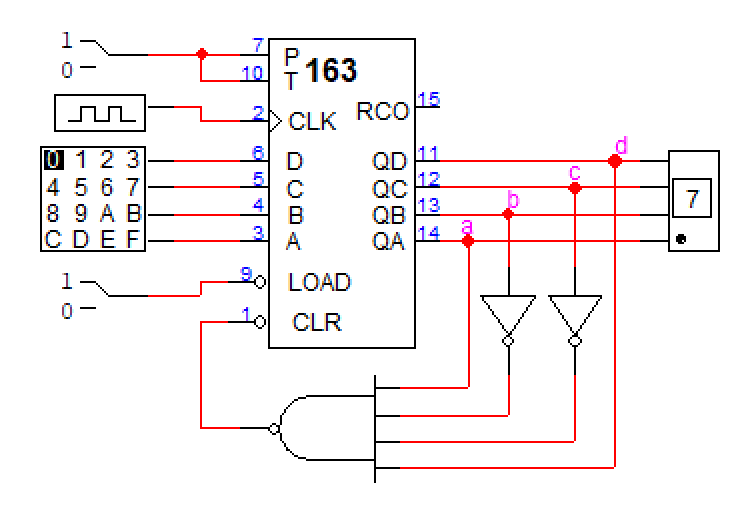 1
0
7
10
P
T
163
2
CLK
RCO
15
0 1 2 3
4 5 6 7
8 9 A B
C D E F
6
5
4
3
D
C
B
A
QD
QC
QB
QA
11
12
13
14
a
b
c
d
7
1
0
9
LOAD
1
CLR